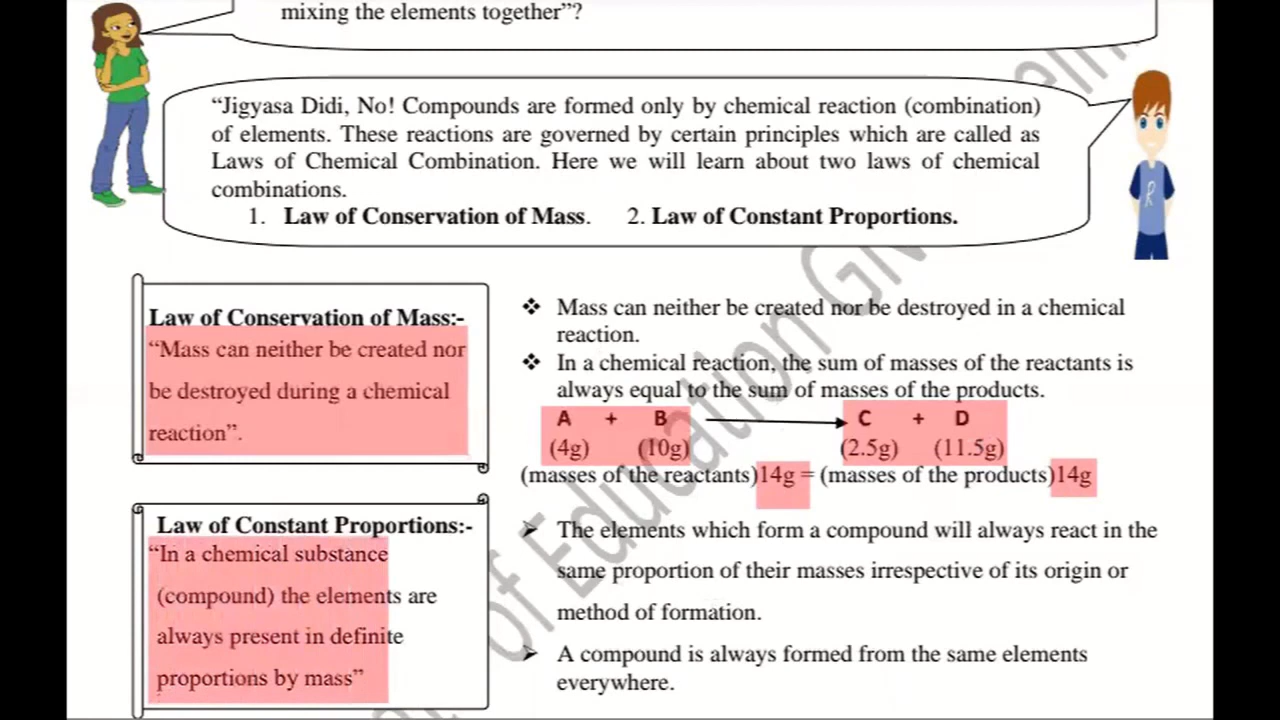 mixing the elements together”?
“Jigyasa Didi, No! Compounds are formed only by chemical reaction (combination)
of elements. These reactions are governed by certain principles which are called as
Laws of Chemical Combination. Here we will learn about two laws of chemical
combinations.
1. Law of Conservation of Mass. 2. Law of Constant Proportions.
R
Law of Conservation of Mass:-
“Mass can neither be created nor
be destroyed during a chemical
reaction”.
❖ Mass can neither be created nor be destroyed in a chemical
reaction.
❖ In a chemical reaction, the sum of masses of the reactants is
always equal to the sum of masses of the products.
A + B ⟶ C + D
(4g) (10g) (2.5g) (11.5g)
(masses of the reactants)14g = (masses of the products)14g
Law of Constant Proportions:-
“In a chemical substance
(compound) the elements are
always present in definite
proportions by mass”
➢ The elements which form a compound will always react in the
same proportion of their masses irrespective of its origin or
method of formation.
➢ A compound is always formed from the same elements
everywhere.
of Education